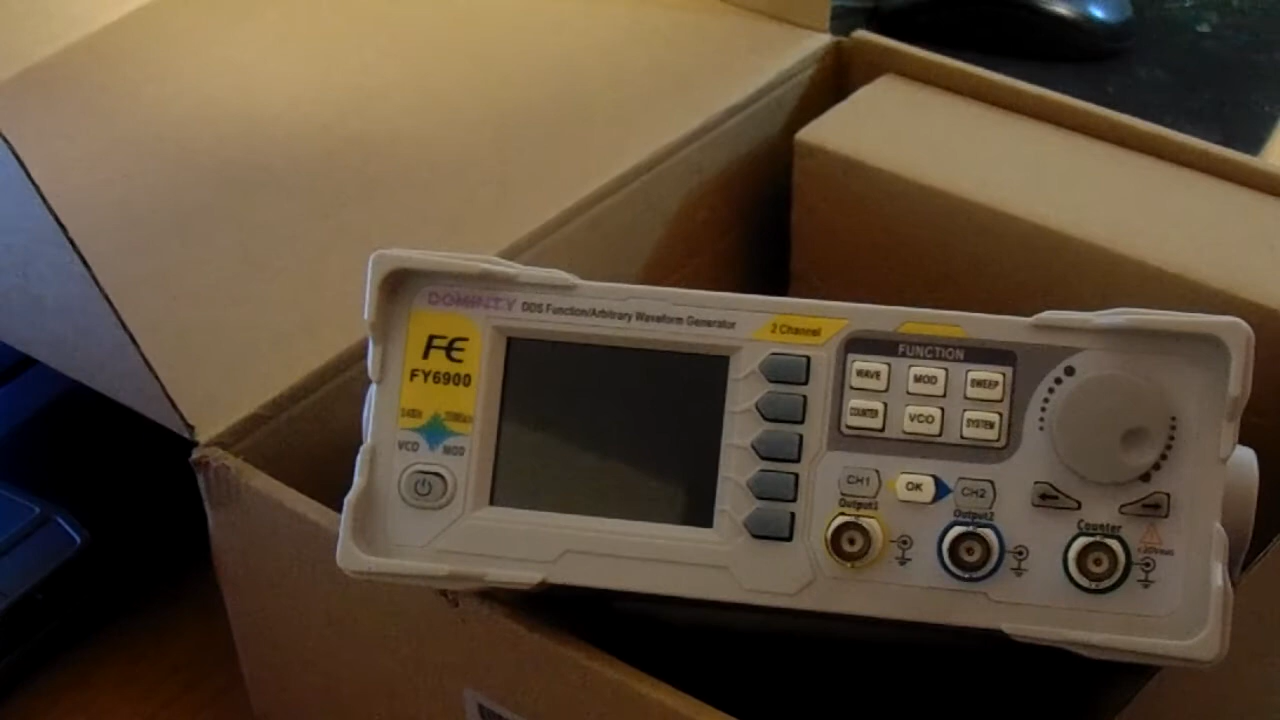 DOMINTY DDS Function/Arbitrary Waveform Generator
2 Channel
FE
FY6900
VCO MOD
FUNCTION
WAVE MOD SWEEP
COUNTER VCO SYSTEM
CH1 OK CH2
Output1 Output2
Counter